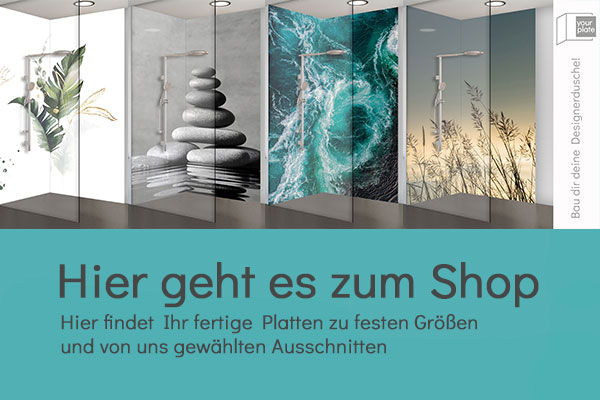 your
plate
Bau dir deine Designerdusche!
Hier geht es zum Shop
Hier findet Ihr fertige Platten zu festen Größen
und von uns gewählten Ausschnitten